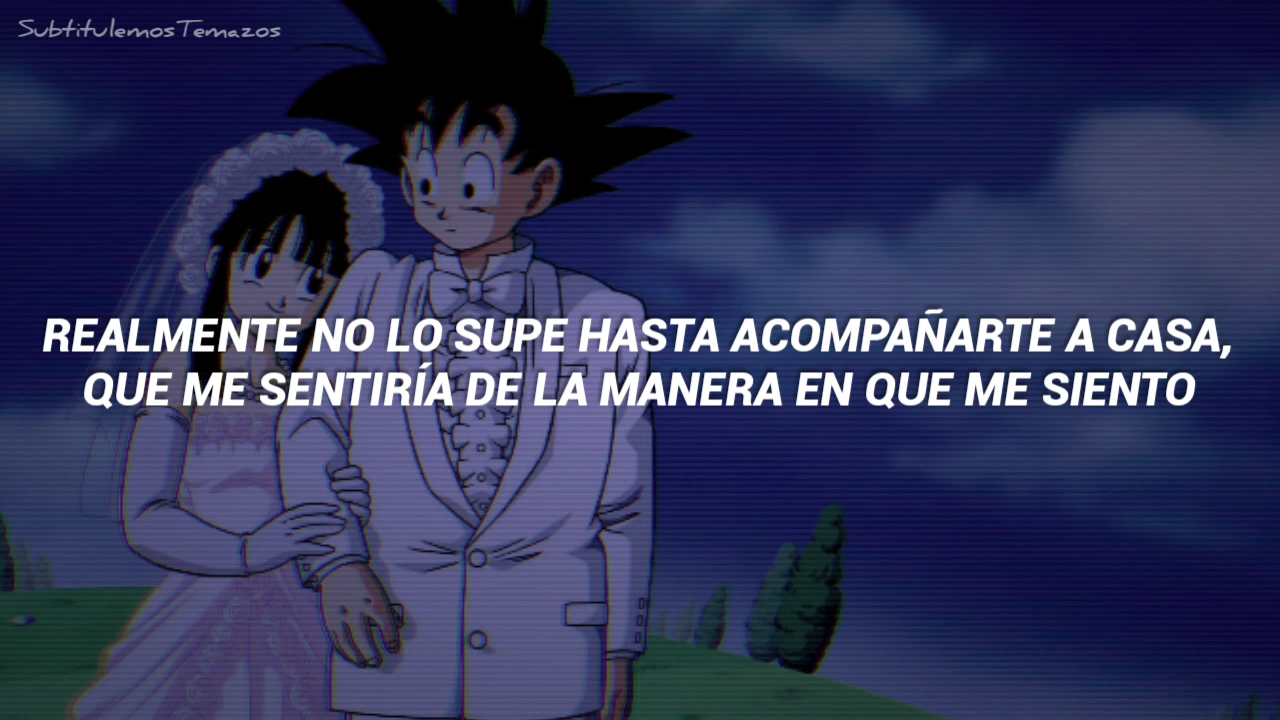 SubtitulemosTemazos
REALMENTE NO LO SUPE HASTA ACOMPAÑARTE A CASA,
QUE ME SENTIRÍA DE LA MANERA EN QUE ME SIENTO